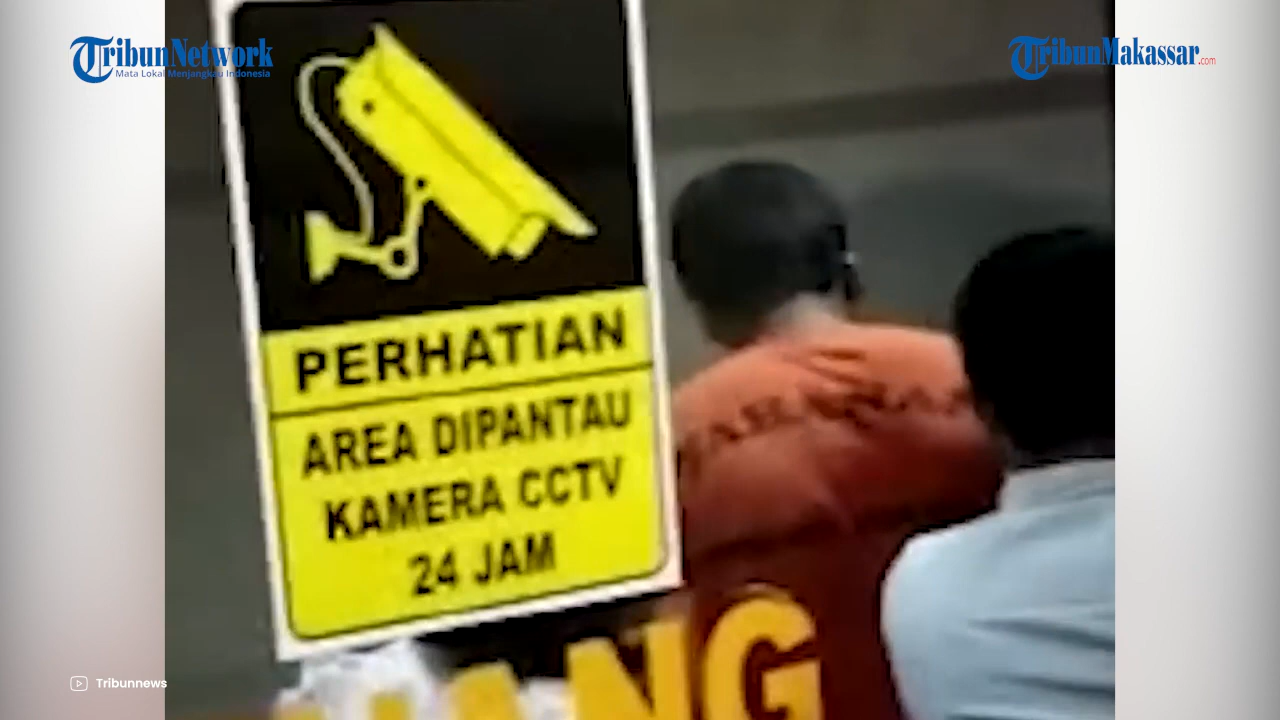 TribunNetwork
Mata Lokal Menjangkau Indonesia
TribunMakassar.com
PERHATIAN
AREA DIPANTAU
KAMERA CCTV
24 JAM
Tribunnews